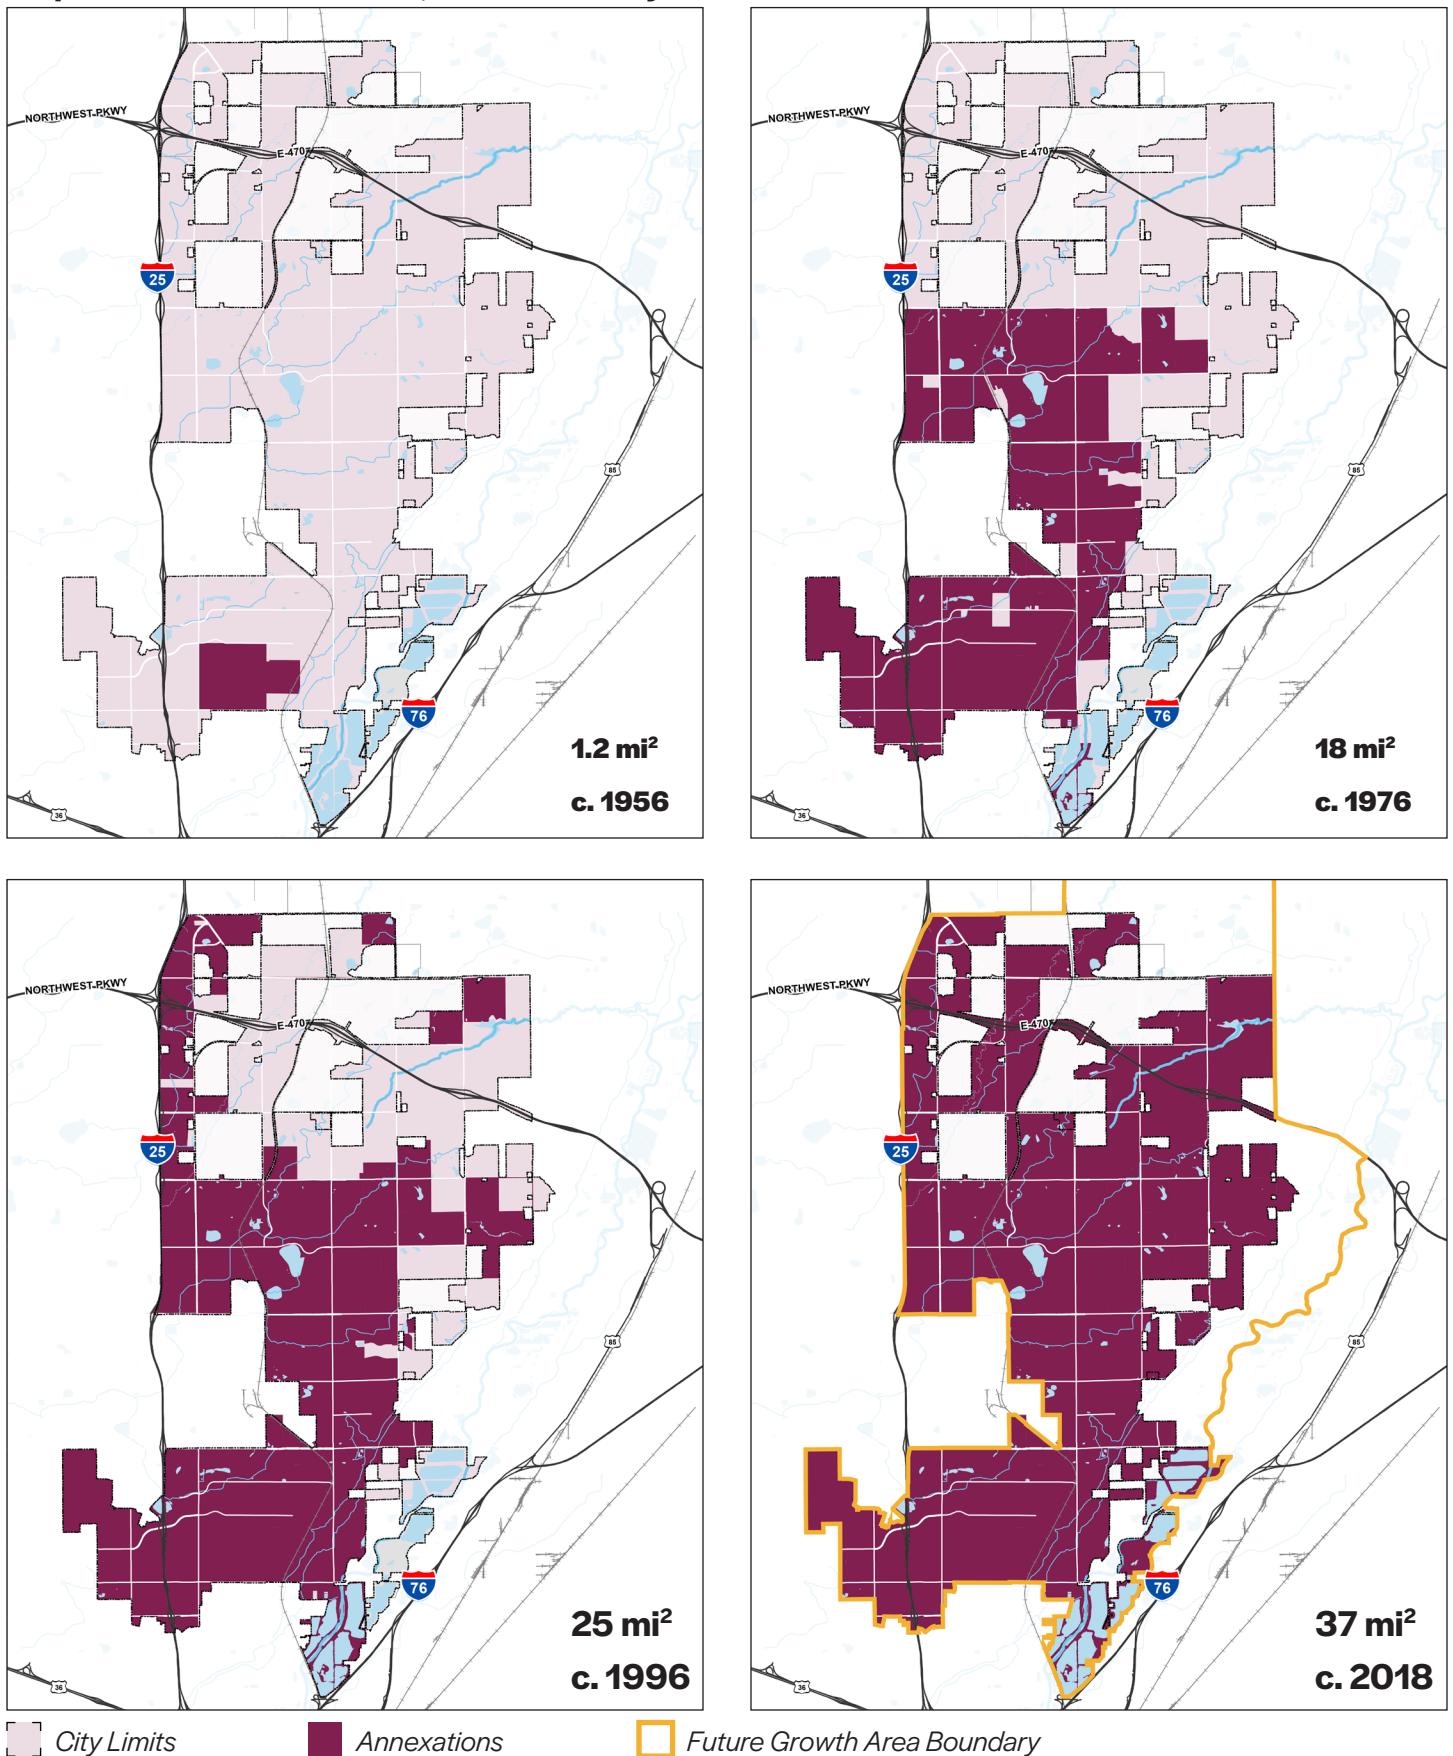 NORTHWEST PKWY
E-470
25
85
76
36
1.2 mi²
c. 1956
NORTHWEST PKWY
E-470
25
85
76
36
18 mi²
c. 1976
NORTHWEST PKWY
E-470
25
85
76
36
25 mi²
c. 1996
NORTHWEST PKWY
E-470
25
85
76
36
37 mi²
c. 2018
City Limits
Annexations
Future Growth Area Boundary